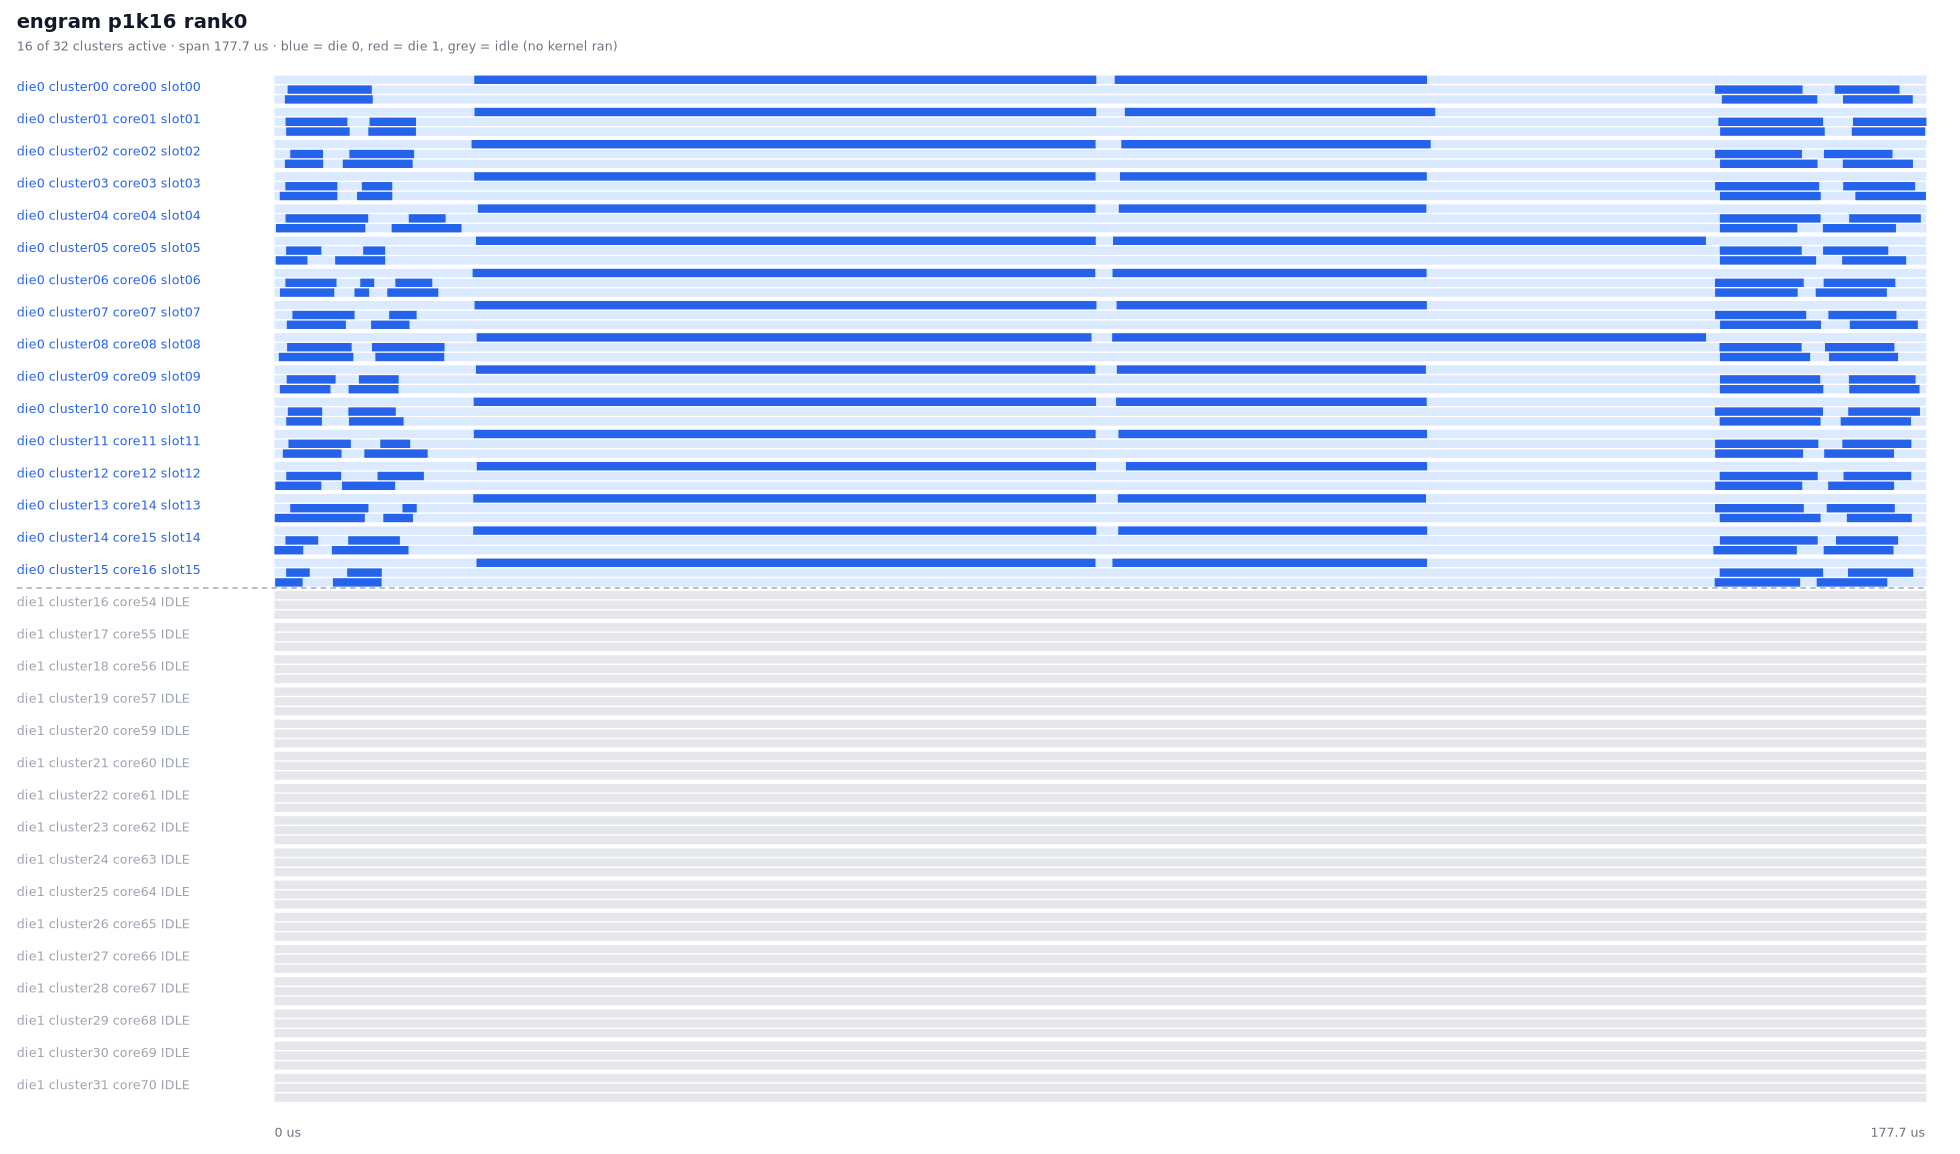 engram p1k16 rank0
16 of 32 clusters active · span 177.7 us · blue = die 0, red = die 1, grey = idle (no kernel ran)
die0 cluster00 core00 slot00
die0 cluster01 core01 slot01
die0 cluster02 core02 slot02
die0 cluster03 core03 slot03
die0 cluster04 core04 slot04
die0 cluster05 core05 slot05
die0 cluster06 core06 slot06
die0 cluster07 core07 slot07
die0 cluster08 core08 slot08
die0 cluster09 core09 slot09
die0 cluster10 core10 slot10
die0 cluster11 core11 slot11
die0 cluster12 core12 slot12
die0 cluster13 core14 slot13
die0 cluster14 core15 slot14
die0 cluster15 core16 slot15
die1 cluster16 core54 IDLE
die1 cluster17 core55 IDLE
die1 cluster18 core56 IDLE
die1 cluster19 core57 IDLE
die1 cluster20 core59 IDLE
die1 cluster21 core60 IDLE
die1 cluster22 core61 IDLE
die1 cluster23 core62 IDLE
die1 cluster24 core63 IDLE
die1 cluster25 core64 IDLE
die1 cluster26 core65 IDLE
die1 cluster27 core66 IDLE
die1 cluster28 core67 IDLE
die1 cluster29 core68 IDLE
die1 cluster30 core69 IDLE
die1 cluster31 core70 IDLE
0 us
177.7 us